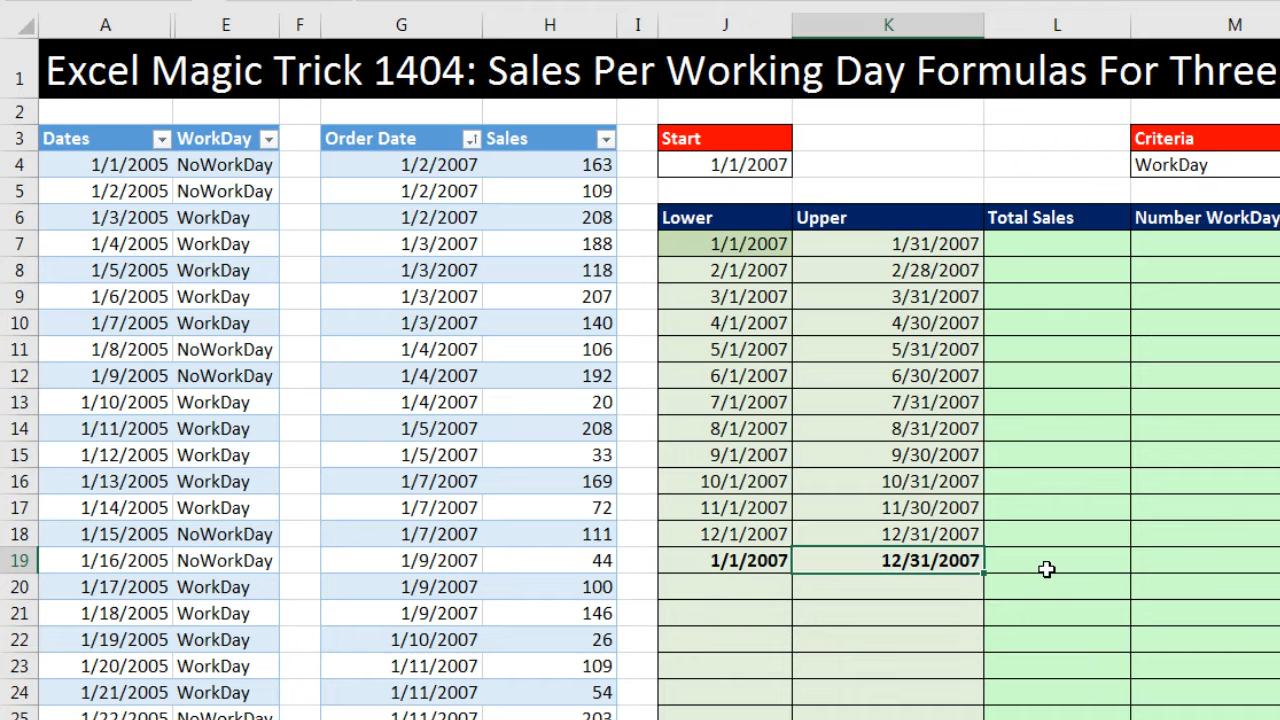 A E F G H I J K L M
1 Excel Magic Trick 1404: Sales Per Working Day Formulas For Three
2
3 Dates WorkDay Order Date Sales Start Criteria
4 1/1/2005 NoWorkDay 1/2/2007 163 1/1/2007 WorkDay
5 1/2/2005 NoWorkDay 1/2/2007 109
6 1/3/2005 WorkDay 1/2/2007 208 Lower Upper Total Sales Number WorkDay
7 1/4/2005 WorkDay 1/3/2007 188 1/1/2007 1/31/2007
8 1/5/2005 WorkDay 1/3/2007 118 2/1/2007 2/28/2007
9 1/6/2005 WorkDay 1/3/2007 207 3/1/2007 3/31/2007
10 1/7/2005 WorkDay 1/3/2007 140 4/1/2007 4/30/2007
11 1/8/2005 NoWorkDay 1/4/2007 106 5/1/2007 5/31/2007
12 1/9/2005 NoWorkDay 1/4/2007 192 6/1/2007 6/30/2007
13 1/10/2005 WorkDay 1/4/2007 20 7/1/2007 7/31/2007
14 1/11/2005 WorkDay 1/5/2007 208 8/1/2007 8/31/2007
15 1/12/2005 WorkDay 1/5/2007 33 9/1/2007 9/30/2007
16 1/13/2005 WorkDay 1/7/2007 169 10/1/2007 10/31/2007
17 1/14/2005 WorkDay 1/7/2007 72 11/1/2007 11/30/2007
18 1/15/2005 NoWorkDay 1/7/2007 111 12/1/2007 12/31/2007
19 1/16/2005 NoWorkDay 1/9/2007 44 1/1/2007 12/31/2007
20 1/17/2005 WorkDay 1/9/2007 100
21 1/18/2005 WorkDay 1/9/2007 146
22 1/19/2005 WorkDay 1/10/2007 26
23 1/20/2005 WorkDay 1/11/2007 109
24 1/21/2005 WorkDay 1/11/2007 54
25 1/22/2005 NoWorkDay 1/11/2007 203